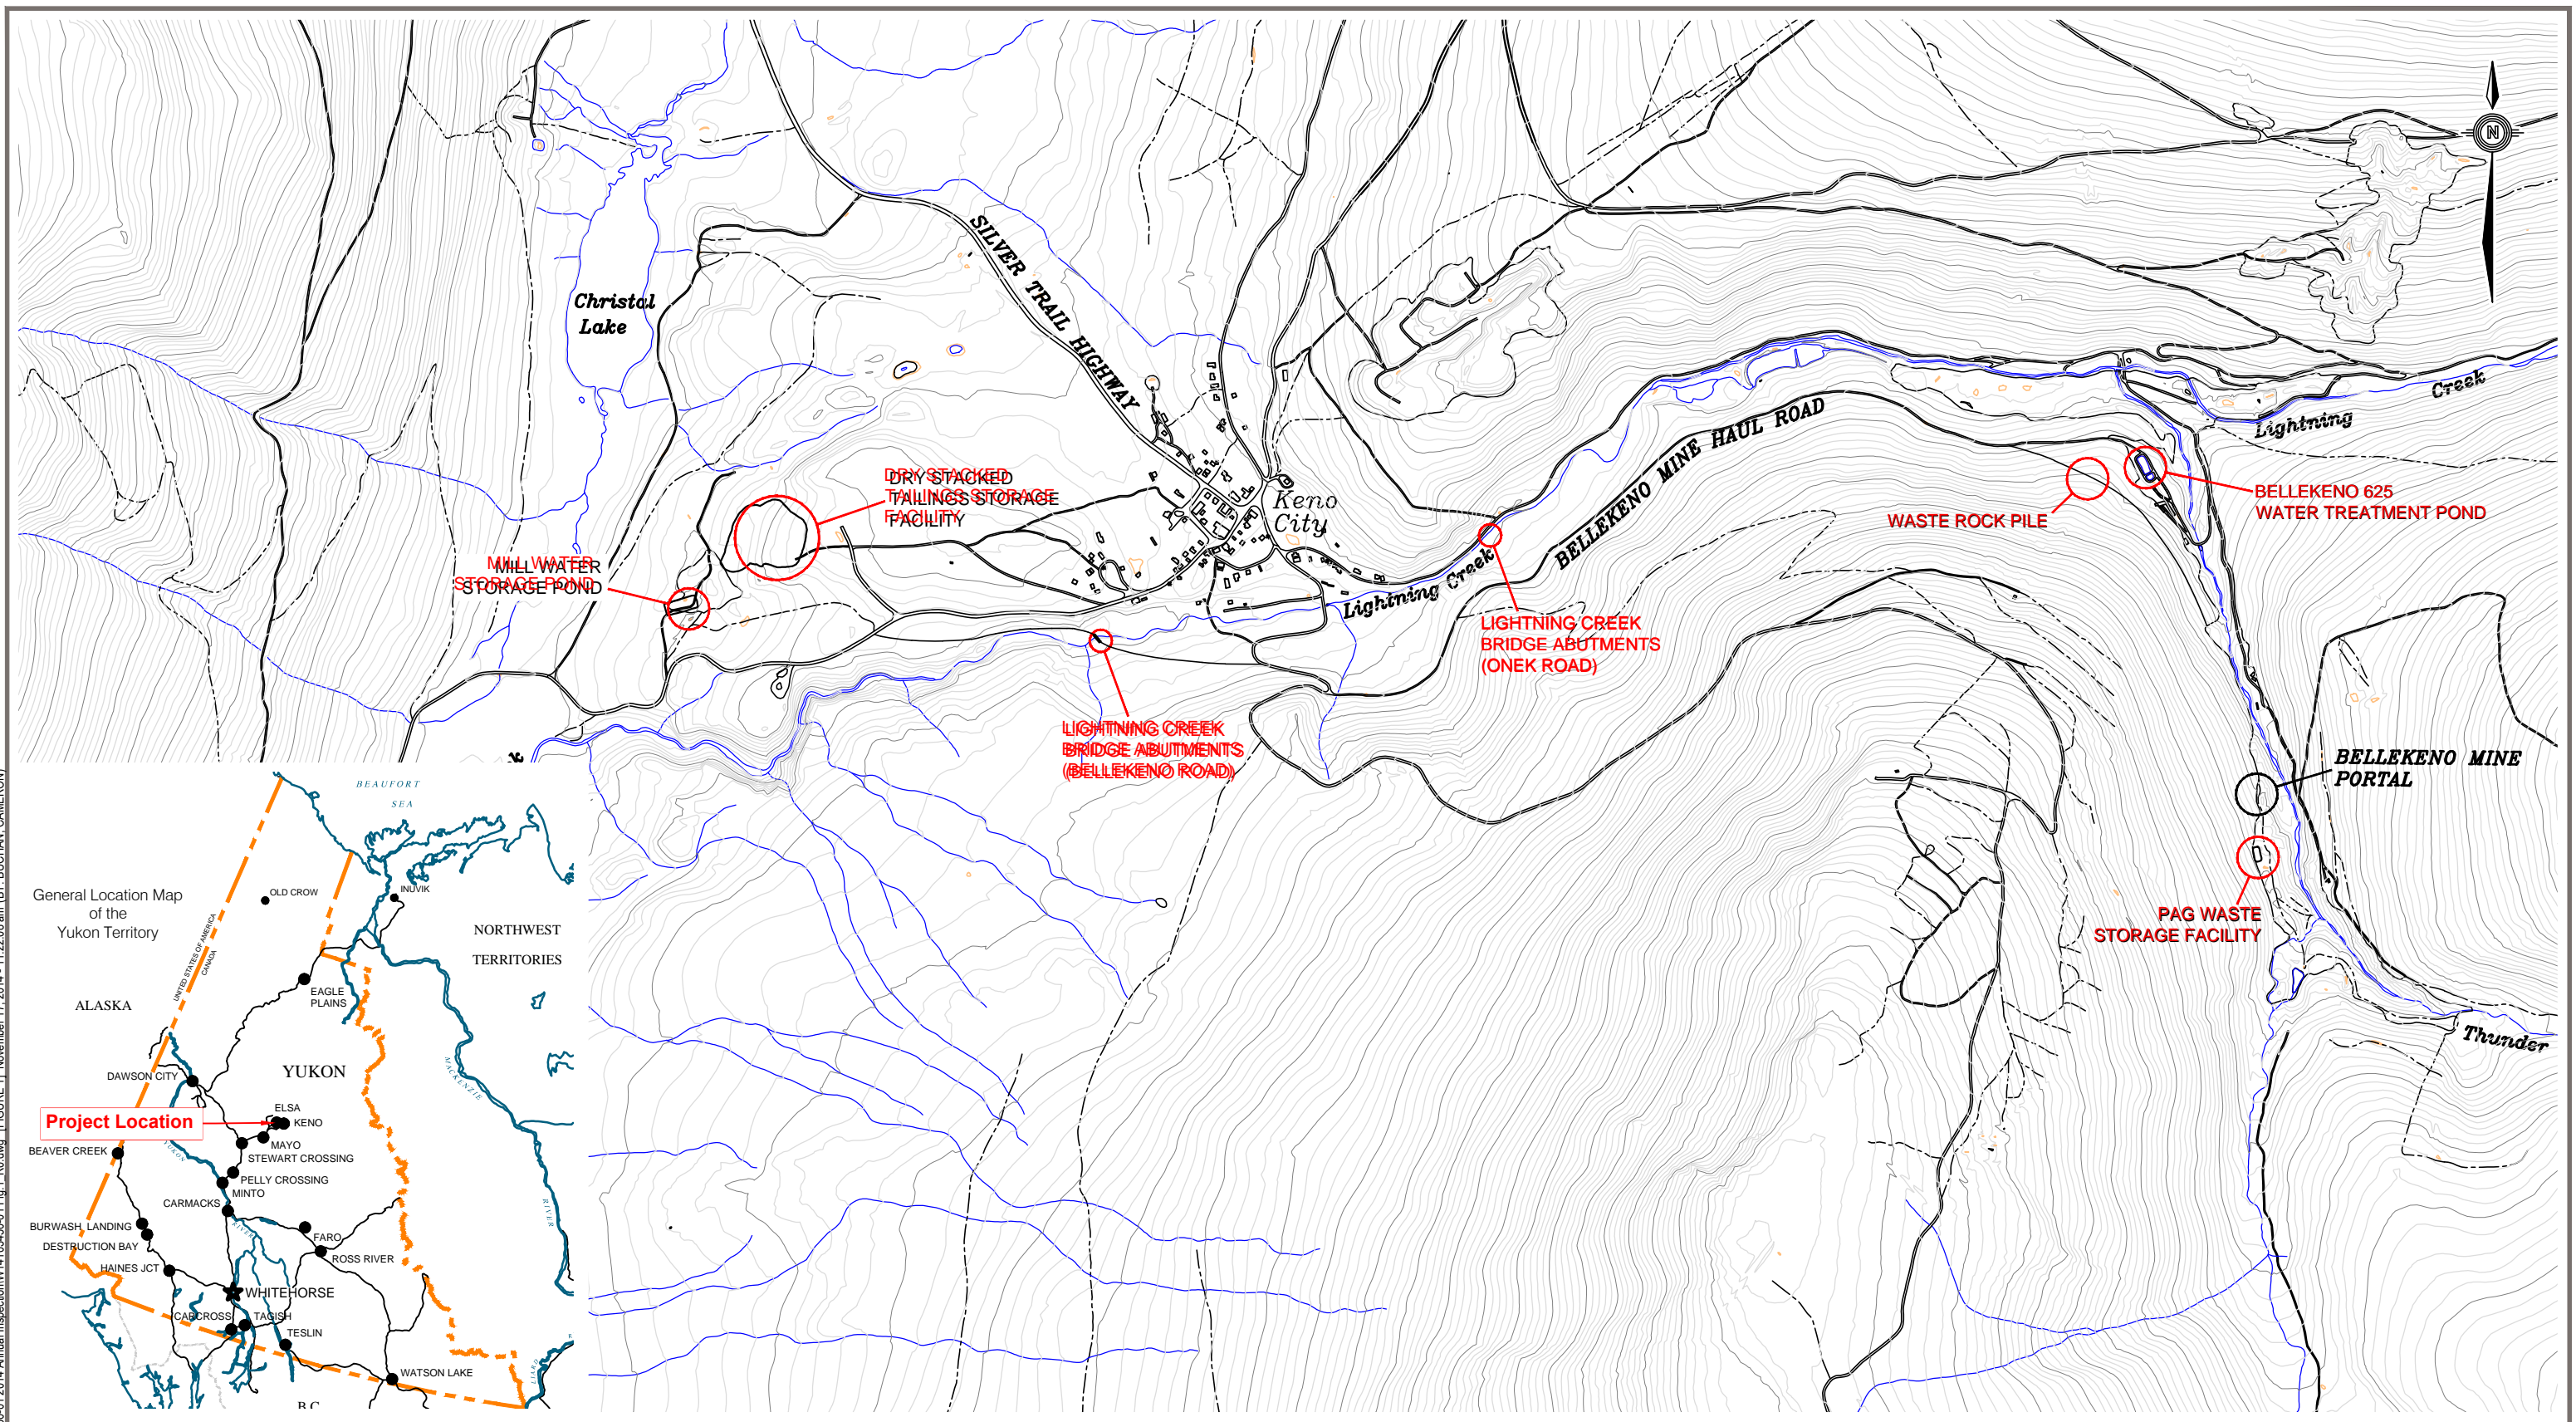 N
Christal
Lake
SILVER TRAIL HIGHWAY
DRY STACKED
TAILINGS STORAGE
FACILITY
MILL WATER
STORAGE POND
Keno
City
Lightning Creek
BELLEKENO MINE HAUL ROAD
Lightning Creek
WASTE ROCK PILE
BELLEKENO 625
WATER TREATMENT POND
LIGHTNING CREEK
BRIDGE ABUTMENTS
(ONEK ROAD)
LIGHTNING CREEK
BRIDGE ABUTMENTS
(BELLEKENO ROAD)
BELLEKENO MINE
PORTAL
PAG WASTE
STORAGE FACILITY
Thunder
BEAUFORT
SEA
General Location Map
of the
Yukon Territory
OLD CROW
INUVIK
UNITED STATES OF AMERICA
CANADA
NORTHWEST
TERRITORIES
EAGLE
PLAINS
ALASKA
YUKON
MACKENZIE
RIVER
DAWSON CITY
ELSA
KENO
Project Location
MAYO
BEAVER CREEK
YUKON
RIVER
STEWART CROSSING
PELLY CROSSING
MINTO
CARMACKS
BURWASH LANDING
DESTRUCTION BAY
FARO
ROSS RIVER
HAINES JCT
WHITEHORSE
CARCROSS
TAGISH
TESLIN
WATSON LAKE
LIARD
B.C.